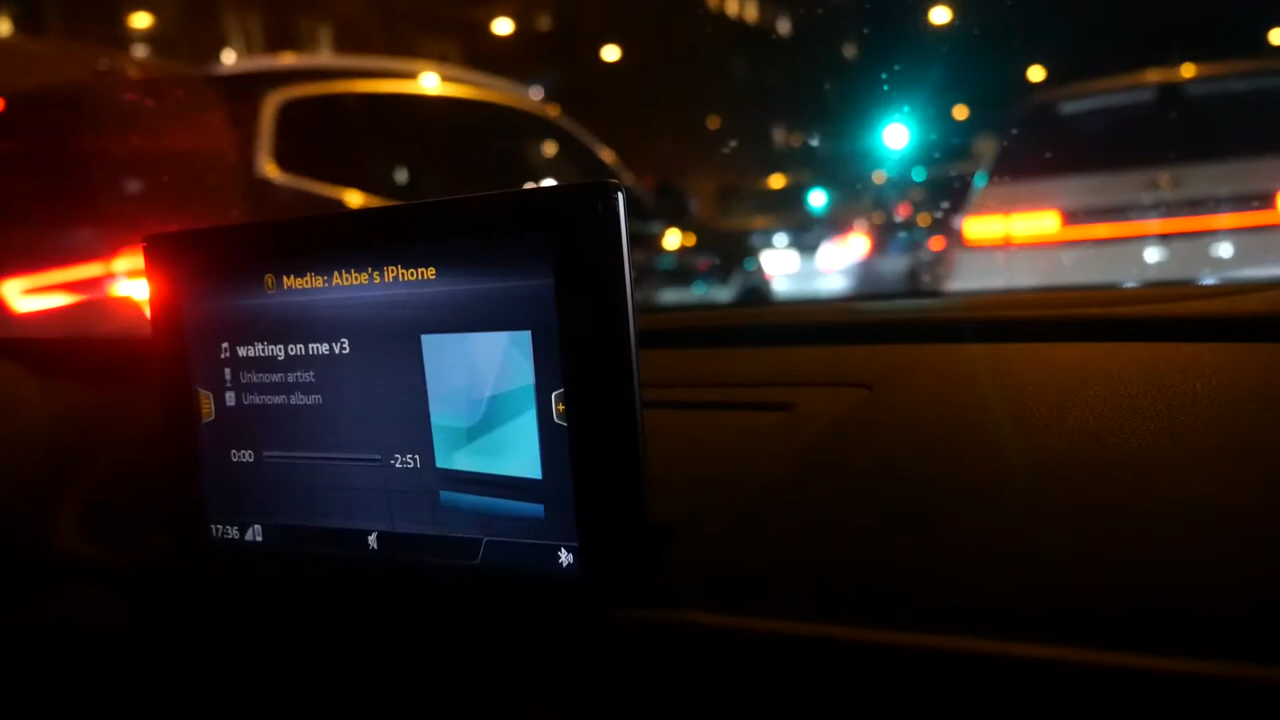 Media: Abbe's iPhone
waiting on me v3
Unknown artist
Unknown album
0:00
-2:51
17:36